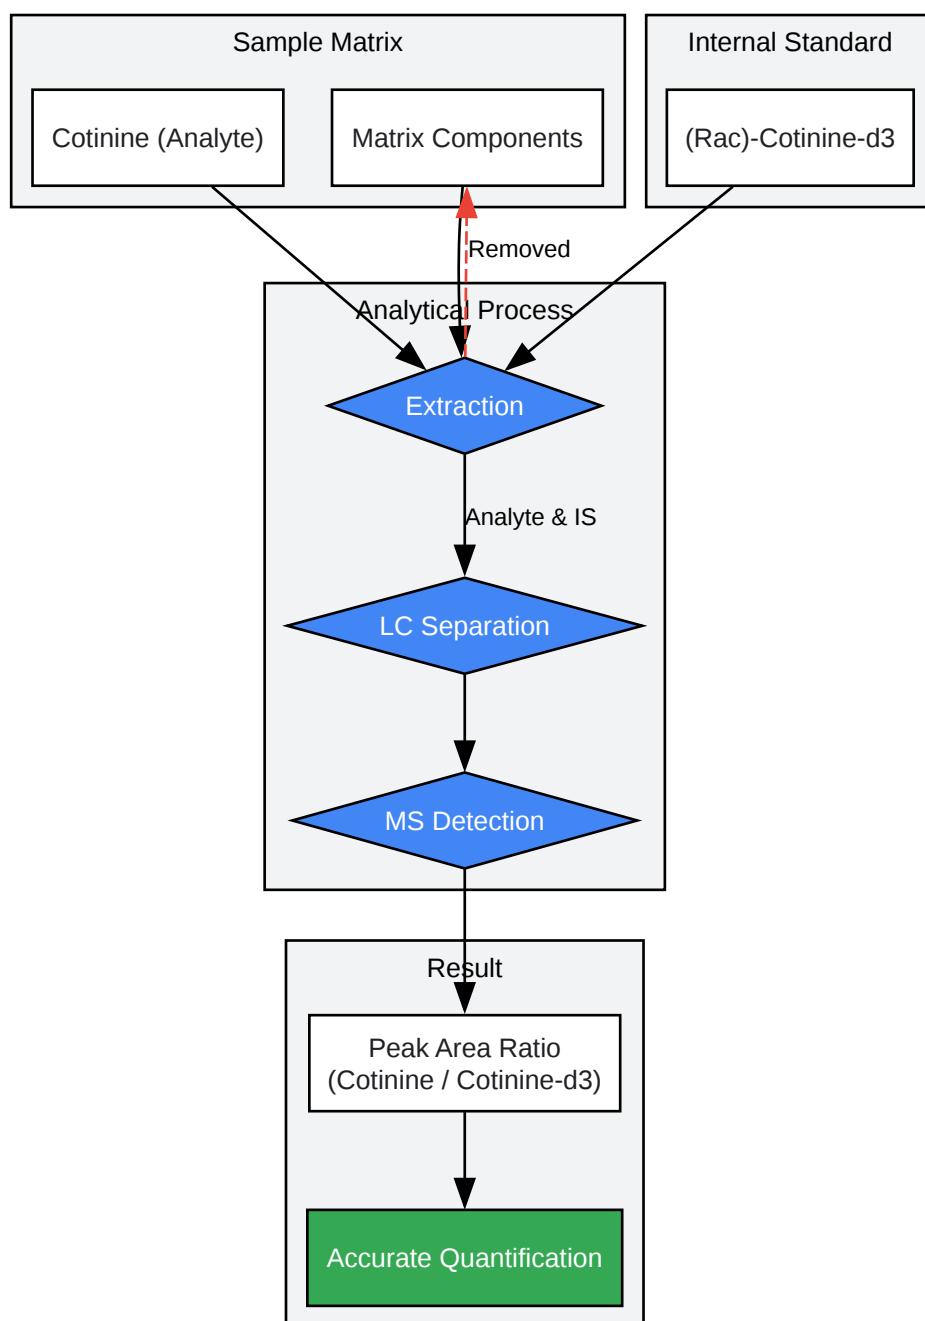 Sample Matrix
Internal Standard
Cotinine (Analyte)
Matrix Components
(Rac)-Cotinine-d3
Removed
Analytical Process
Extraction
Analyte & IS
LC Separation
MS Detection
Result
Peak Area Ratio
(Cotinine / Cotinine-d3)
Accurate Quantification